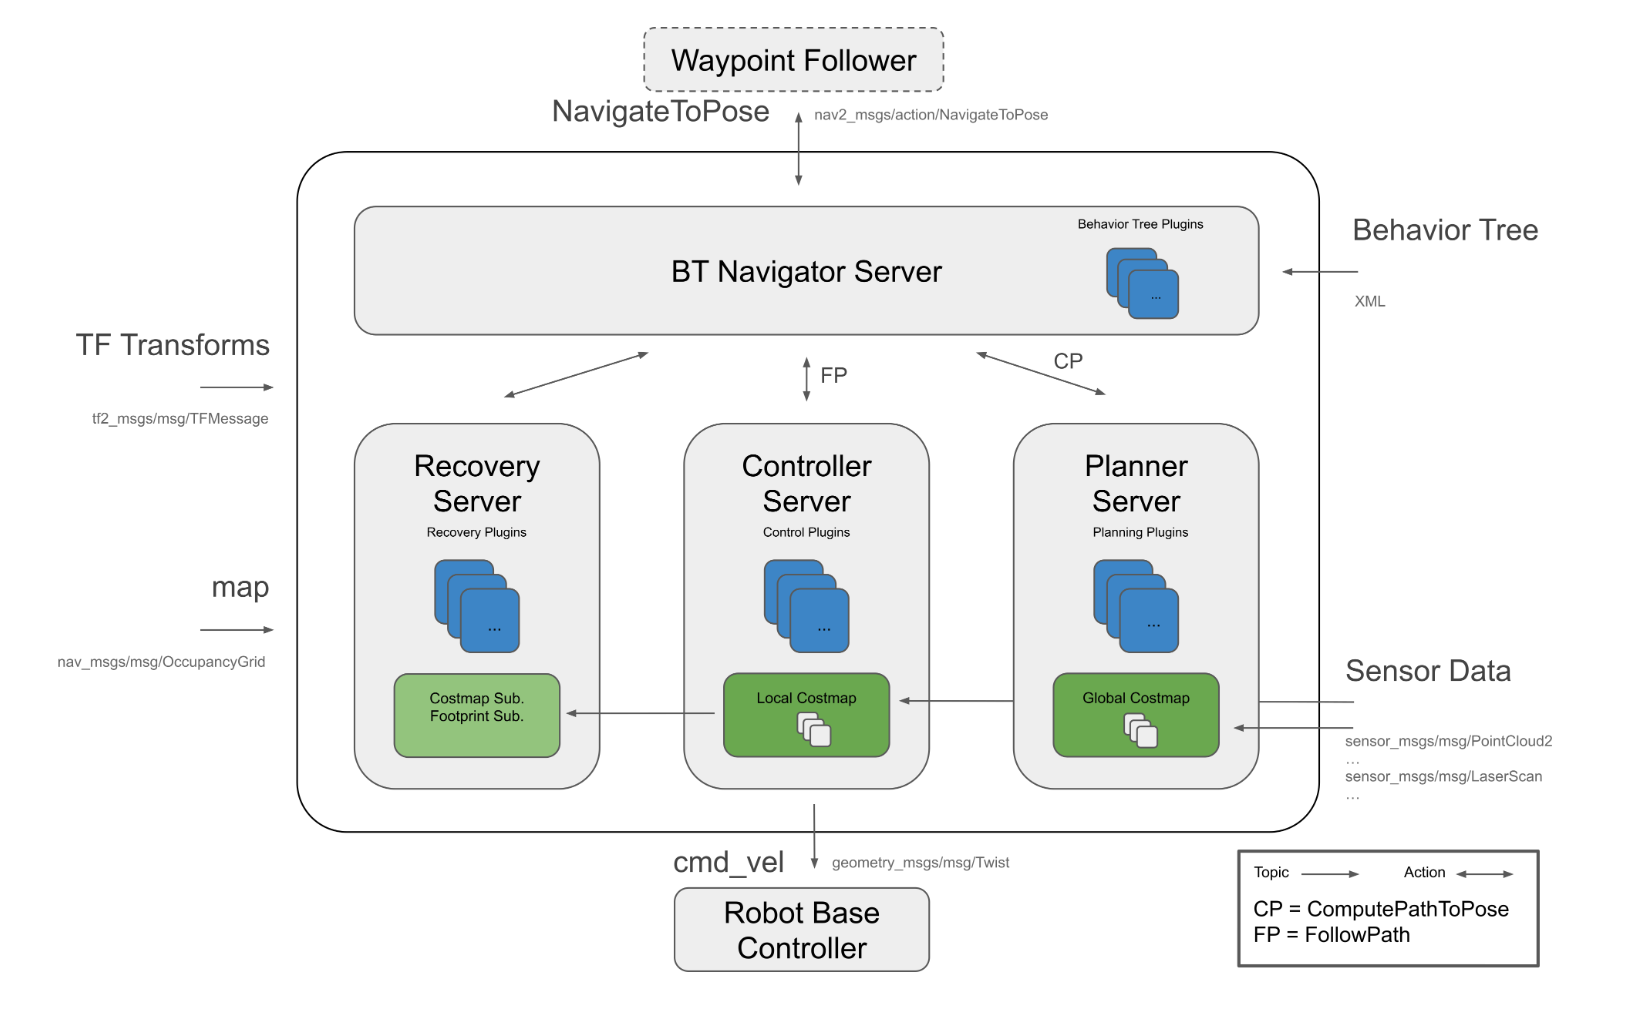 Waypoint Follower
NavigateToPose
nav2_msgs/action/NavigateToPose
Behavior Tree Plugins
BT Navigator Server
...
Behavior Tree
XML
TF Transforms
tf2_msgs/msg/TFMessage
FP
CP
Recovery
Server
Recovery Plugins
...
Costmap Sub.
Footprint Sub.
Controller
Server
Control Plugins
...
Local Costmap
Planner
Server
Planning Plugins
...
Global Costmap
map
nav_msgs/msg/OccupancyGrid
Sensor Data
sensor_msgs/msg/PointCloud2
...
sensor_msgs/msg/LaserScan
...
cmd_vel
geometry_msgs/msg/Twist
Robot Base
Controller
Topic
Action
CP = ComputePathToPose
FP = FollowPath